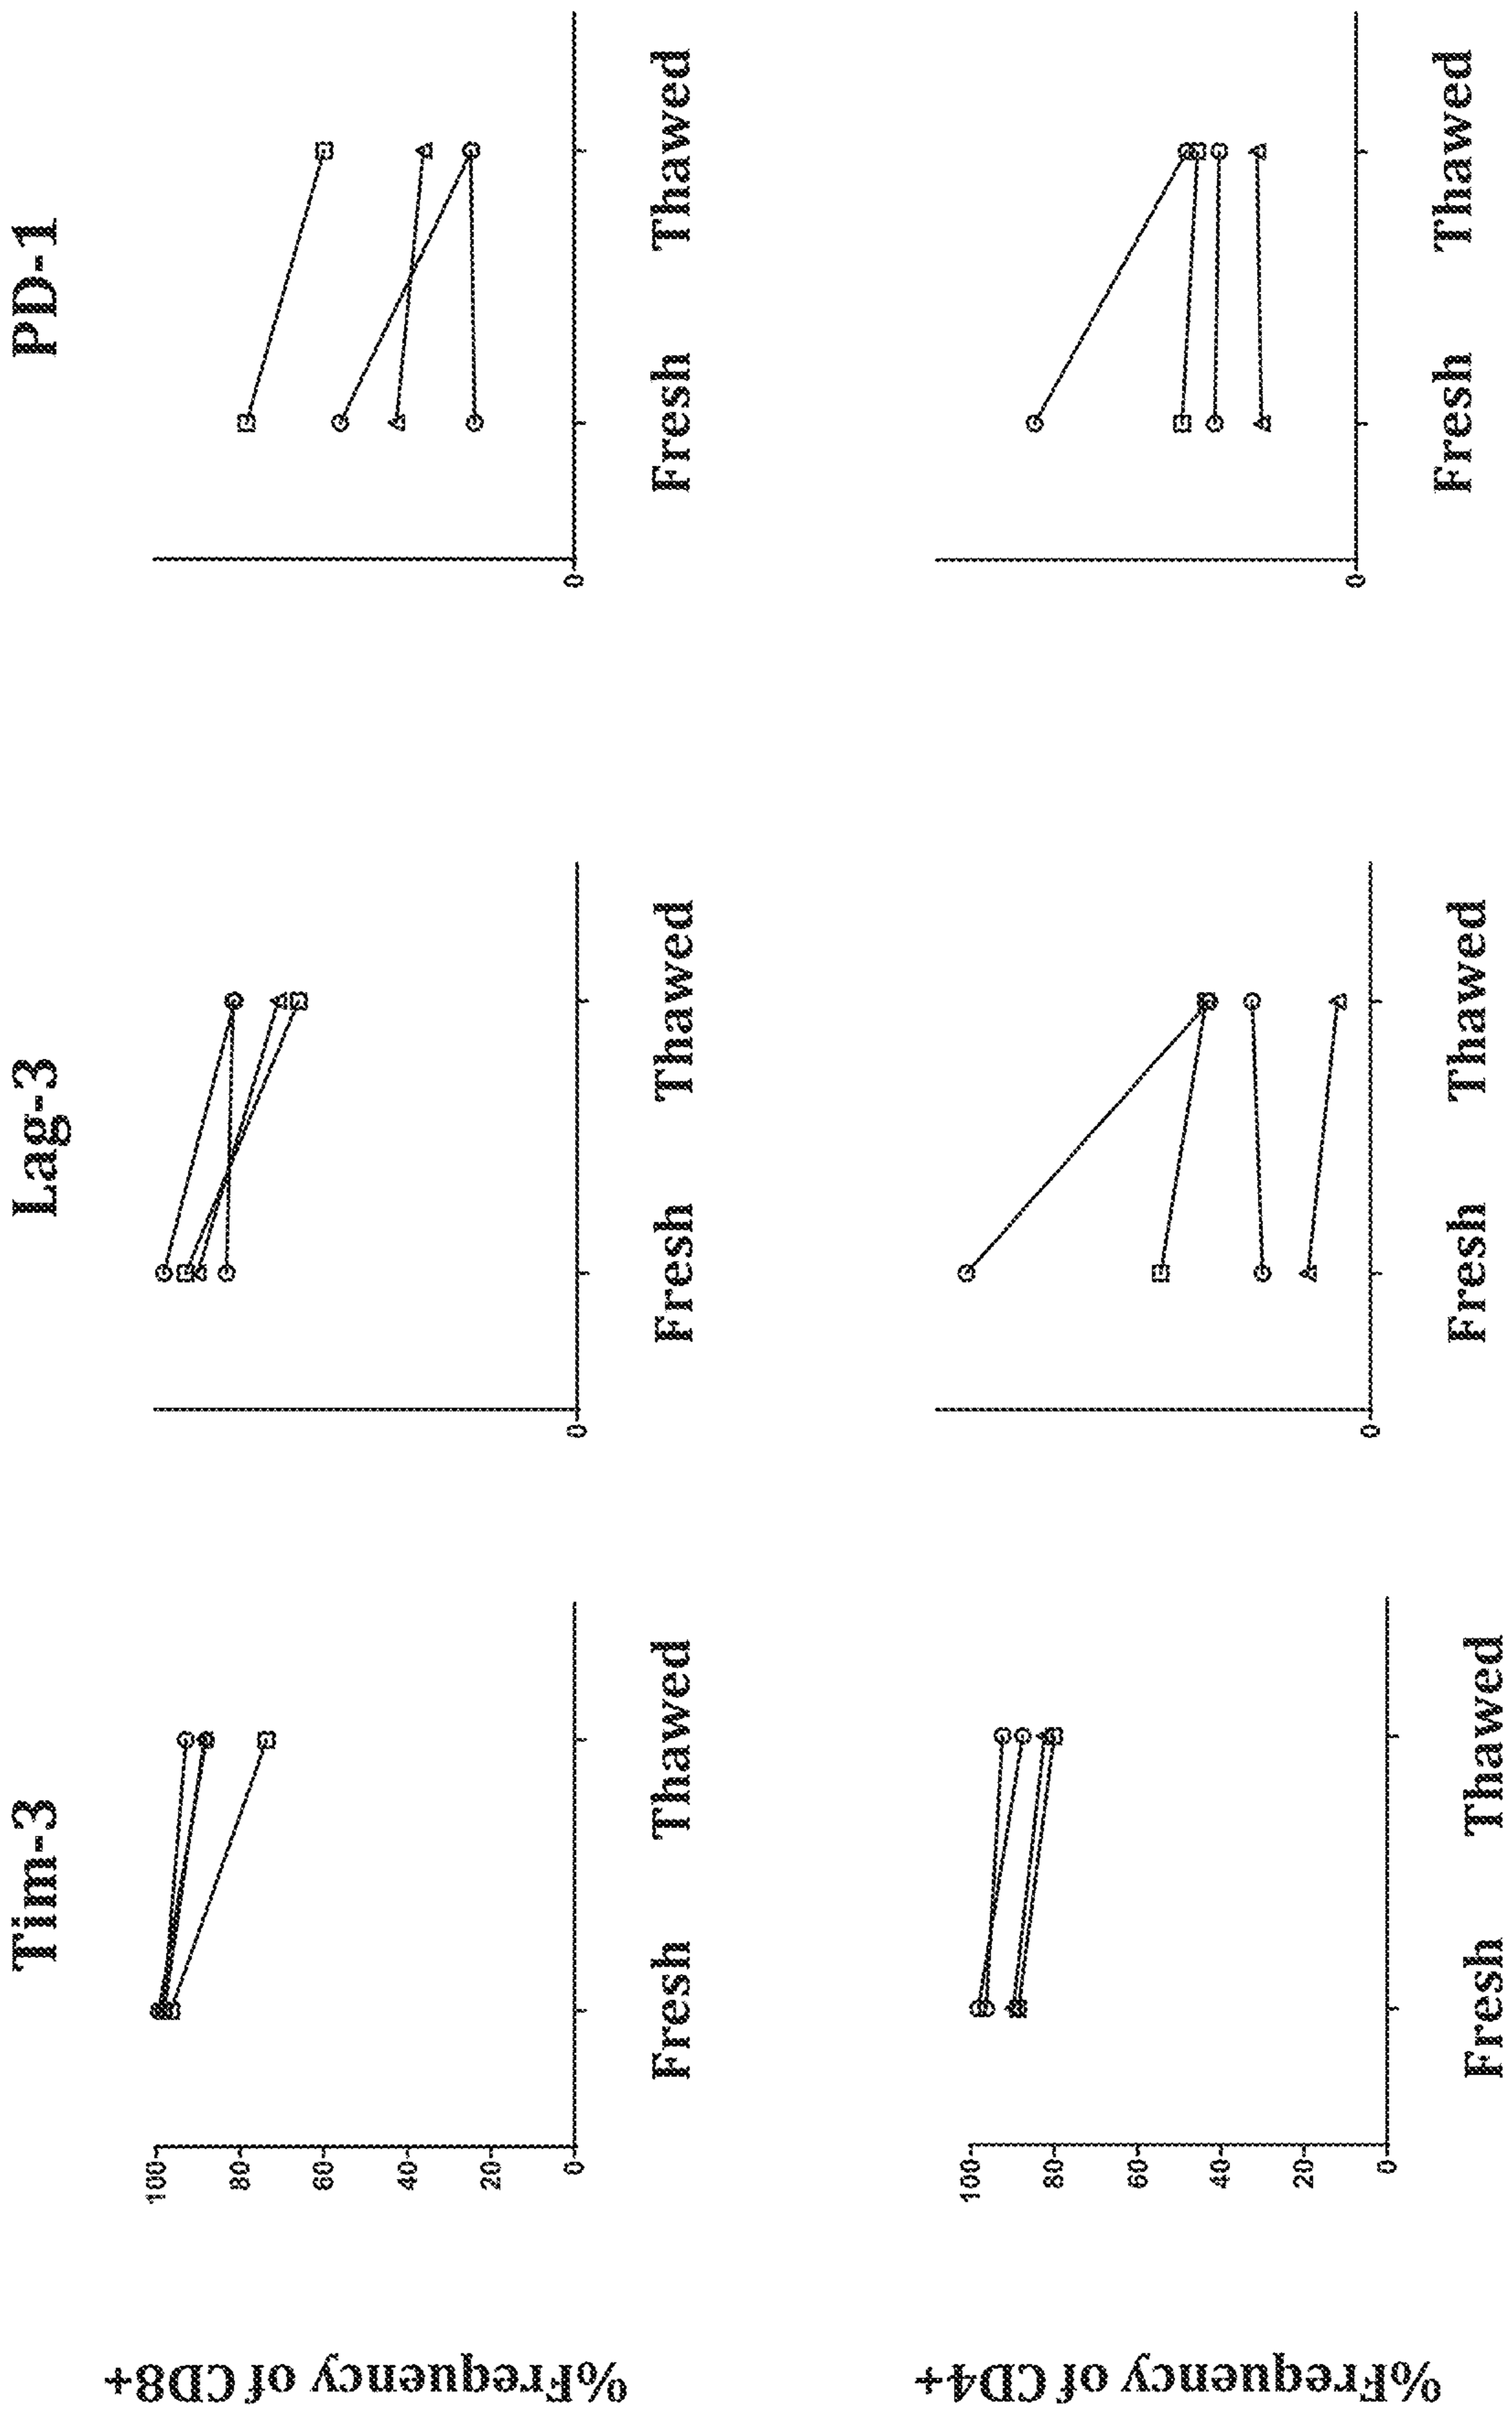 Tim-3 Lag-3 PD-1
%Frequency of CD8+
100
80
60
40
20
0
Fresh Thawed
0
Fresh Thawed
0
Fresh Thawed
%Frequency of CD4+
100
80
60
40
20
0
Fresh Thawed
0
Fresh Thawed
0
Fresh Thawed